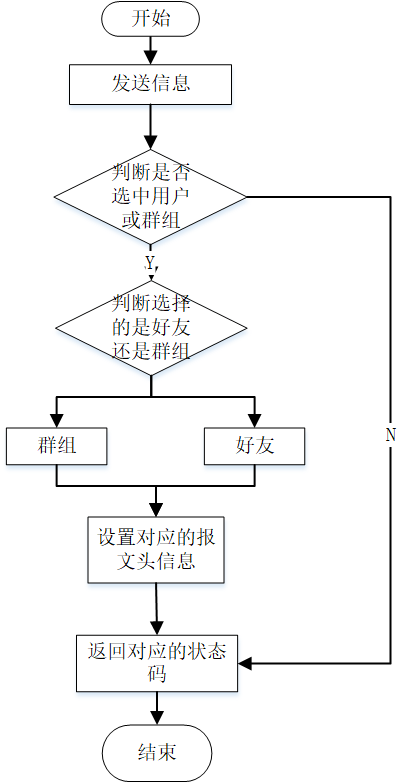 开始
发送信息
判断是否
选中用户
或群组
Y,
判断选择
的是好友
还是群组
群组
好友
N
设置对应的报
文头信息
返回对应的状态
码
结束